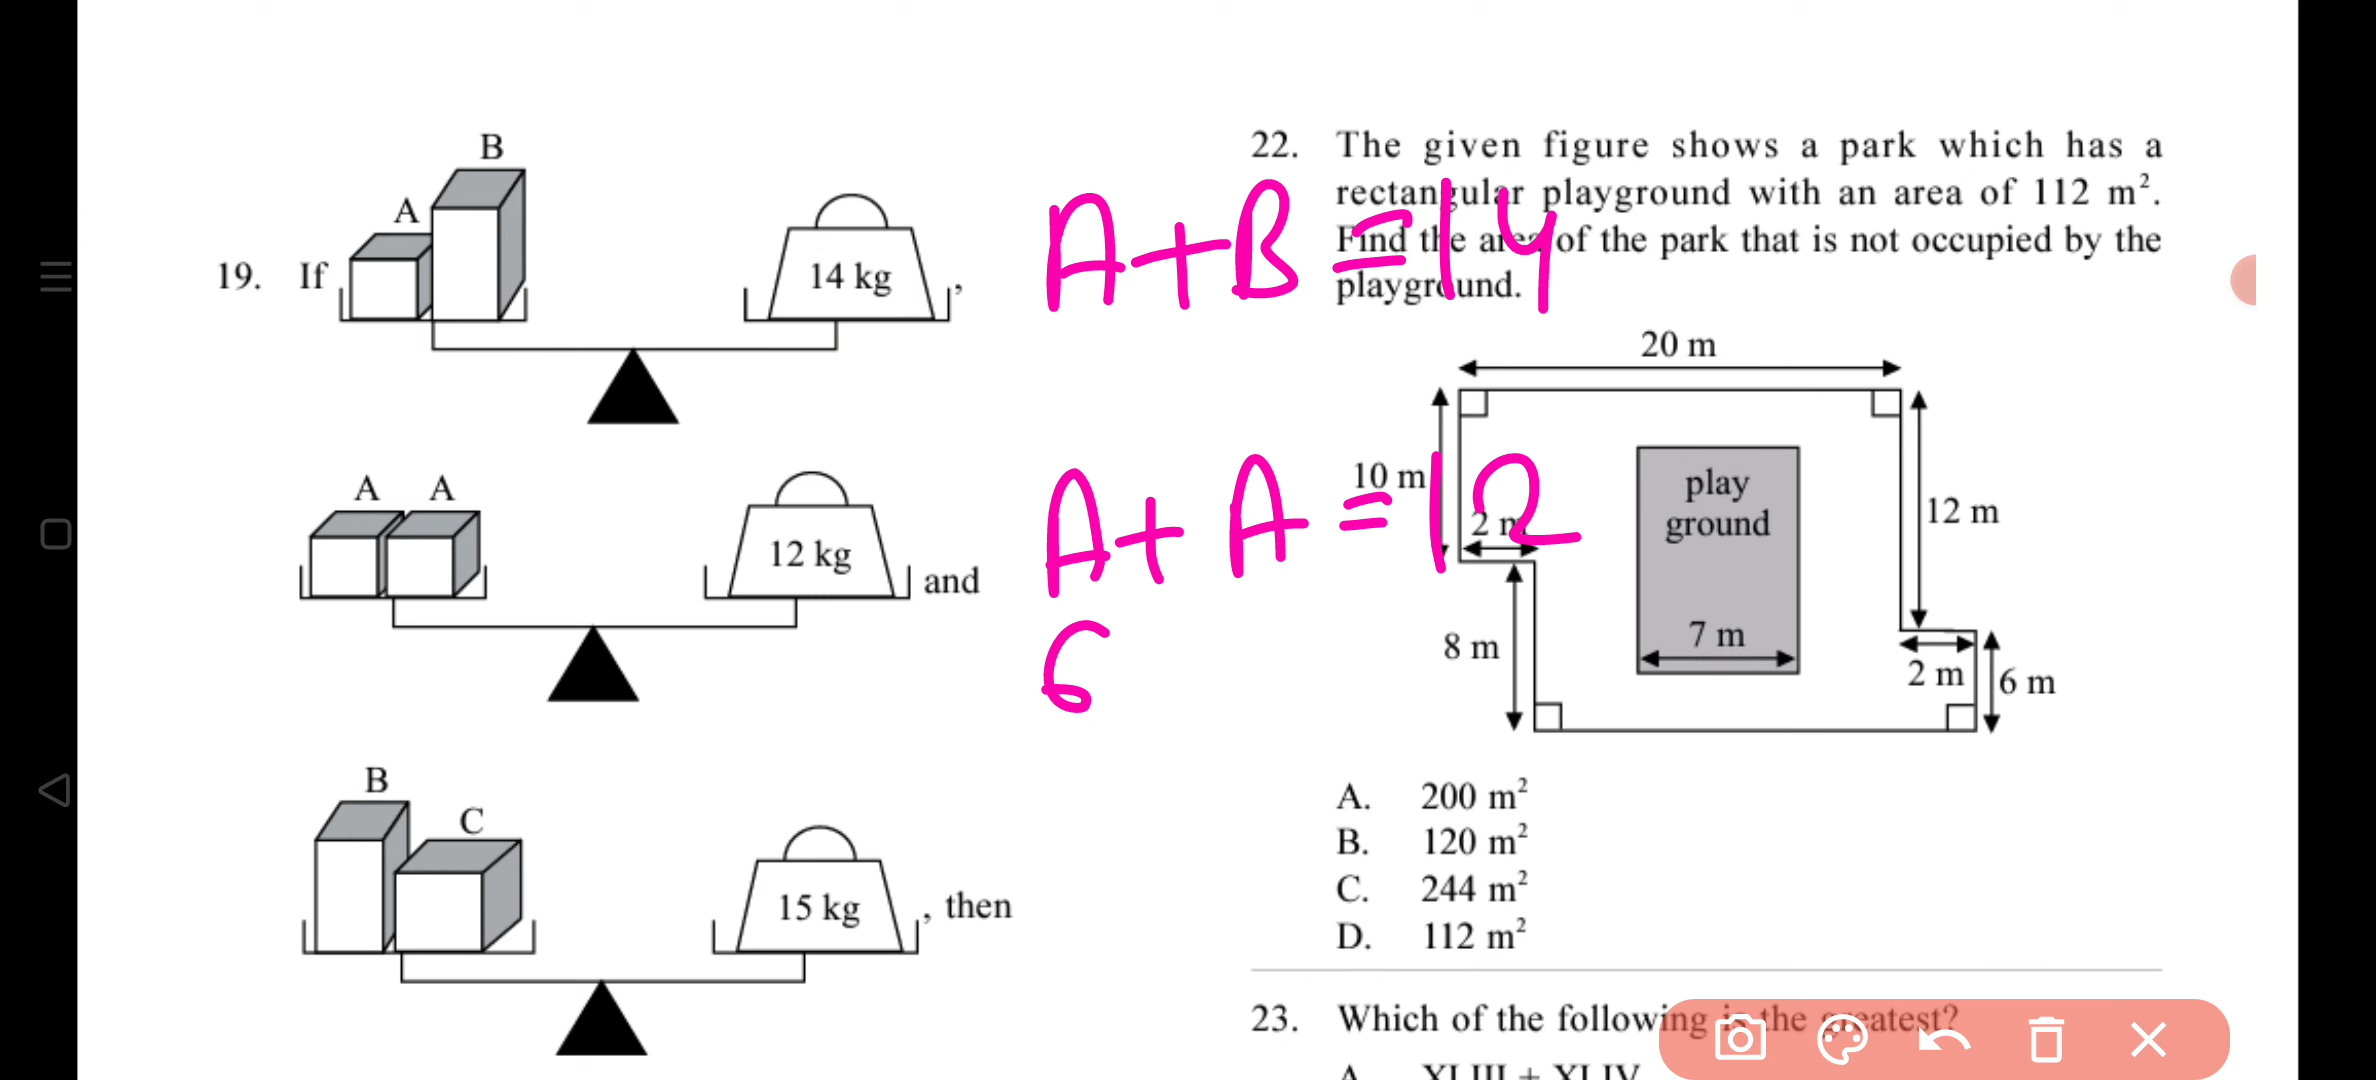 B
A
19. If
14 kg
,
A A
12 kg
and
B
C
15 kg
, then
A+B=14
A+A=12
6
22. The given figure shows a park which has a
rectangular playground with an area of 112 m².
Find the area of the park that is not occupied by the
playground.
20 m
10 m
2 m
play
ground
12 m
7 m
8 m
2 m
6 m
A. 200 m²
B. 120 m²
C. 244 m²
D. 112 m²
23. Which of the following is the greatest?
A. XLIII + XLIV